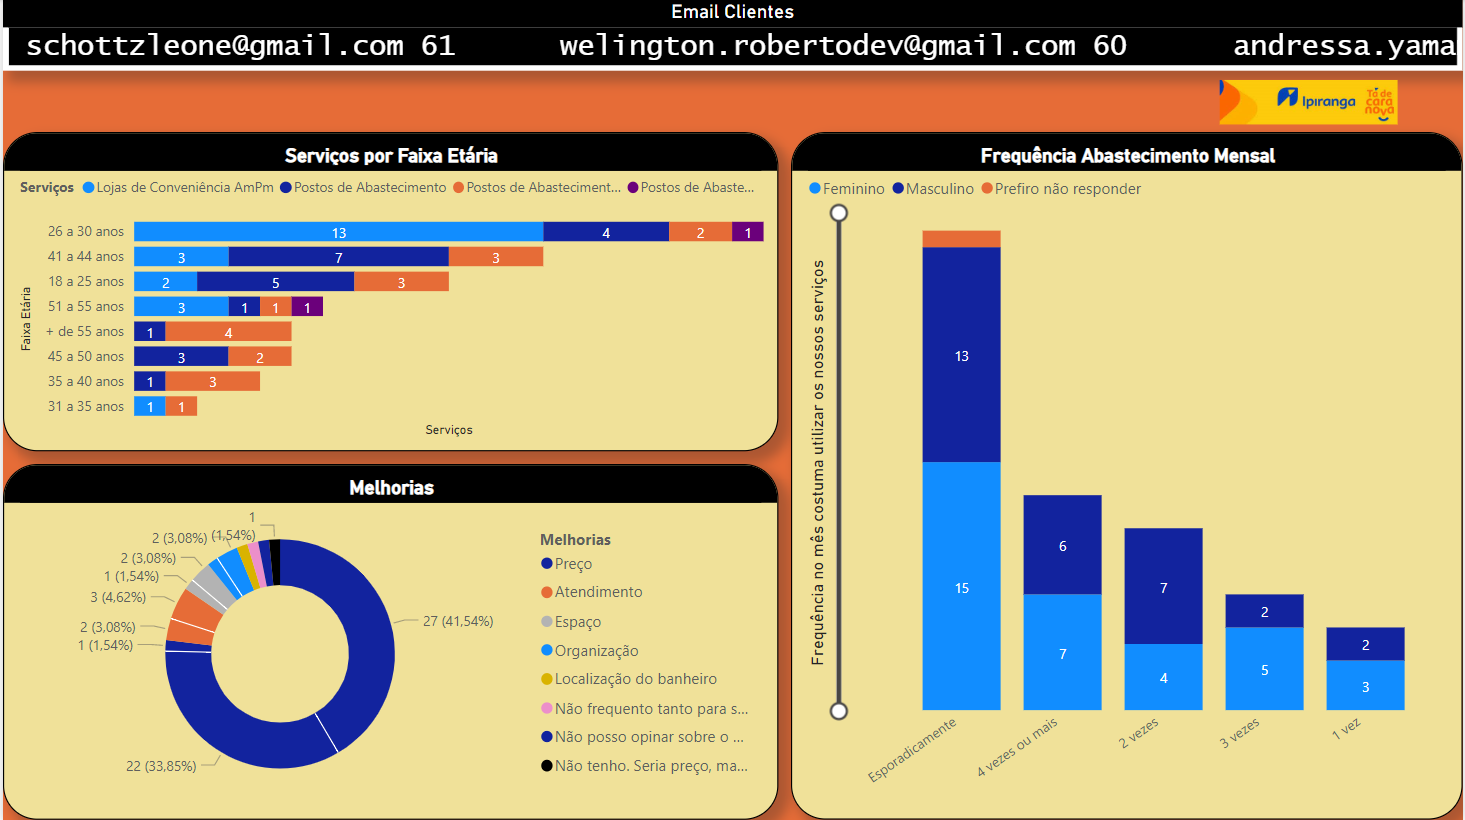 Email Clientes
schottzleone@gmail.com 61 welington.robertodev@gmail.com 60 andressa.yama
Ipiranga
Tá de
cara
nova
Serviços por Faixa Etária
Serviços Lojas de Conveniência AmPm Postos de Abastecimento Postos de Abasteciment... Postos de Abaste...
Faixa Etária
26 a 30 anos 13 4 2 1
41 a 44 anos 3 7 3
18 a 25 anos 2 5 3
51 a 55 anos 3 1 1 1
+ de 55 anos 1 4
45 a 50 anos 3 2
35 a 40 anos 1 3
31 a 35 anos 1 1
Serviços
Melhorias
1
(1,54%)
2 (3,08%)
2 (3,08%)
1 (1,54%)
3 (4,62%)
2 (3,08%)
1 (1,54%)
27 (41,54%)
22 (33,85%)
Melhorias
Preço
Atendimento
Espaço
Organização
Localização do banheiro
Não frequento tanto para s...
Não posso opinar sobre o ...
Não tenho. Seria preço, ma...
Frequência Abastecimento Mensal
Feminino Masculino Prefiro não responder
Frequência no mês costuma utilizar os nossos serviços
13
15
6
7
7
4
2
5
2
3
Esporadicamente
4 vezes ou mais
2 vezes
3 vezes
1 vez